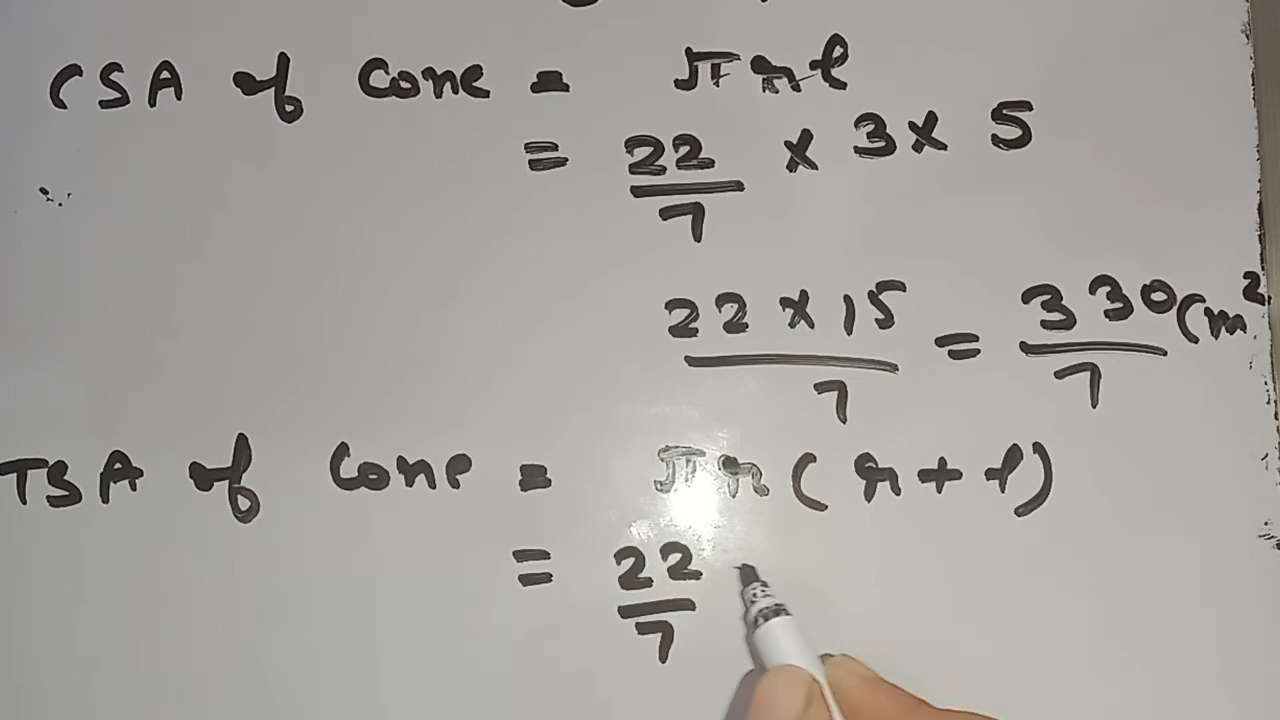 CSA of Cone = πrl
= 22/7 × 3 × 5
22 × 15/7 = 330/7 cm²
TSA of Cone = πr(r+l)
= 22/7